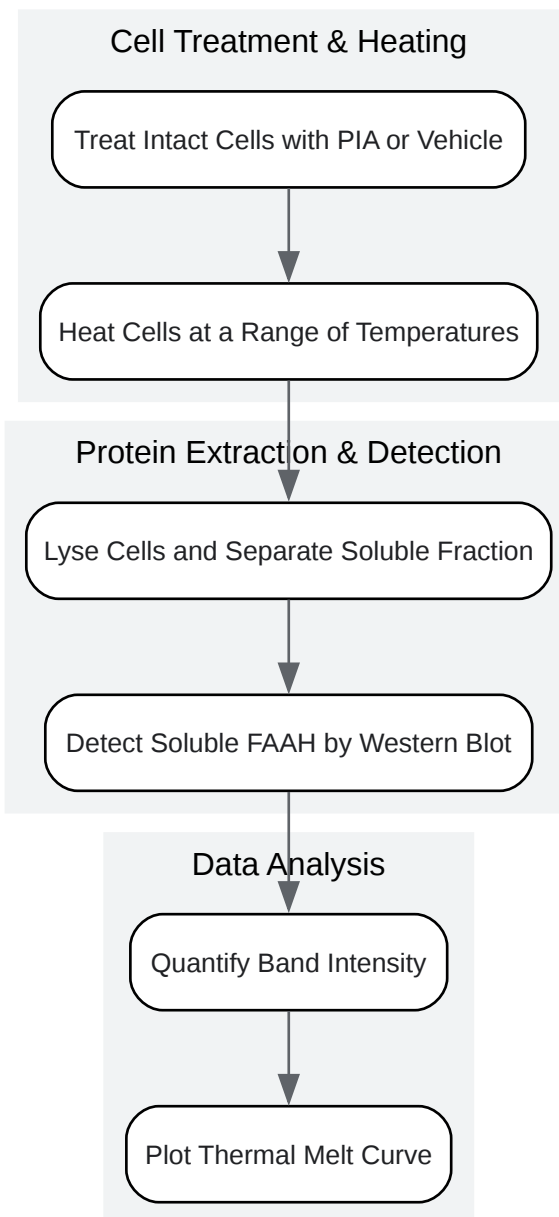 Cell Treatment & Heating
Treat Intact Cells with PIA or Vehicle
Heat Cells at a Range of Temperatures
Protein Extraction & Detection
Lyse Cells and Separate Soluble Fraction
Detect Soluble FAAH by Western Blot
Data Analysis
Quantify Band Intensity
Plot Thermal Melt Curve